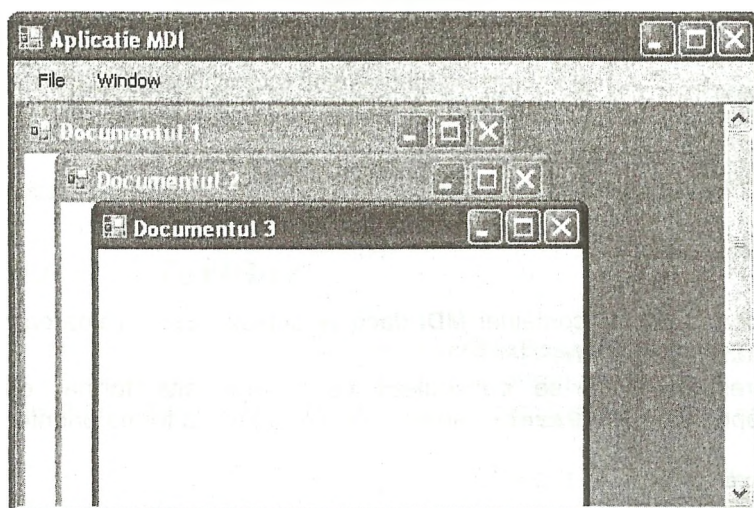 Aplicatie MDI
File Window
Documentul 1
Documentul 2
Documentul 3